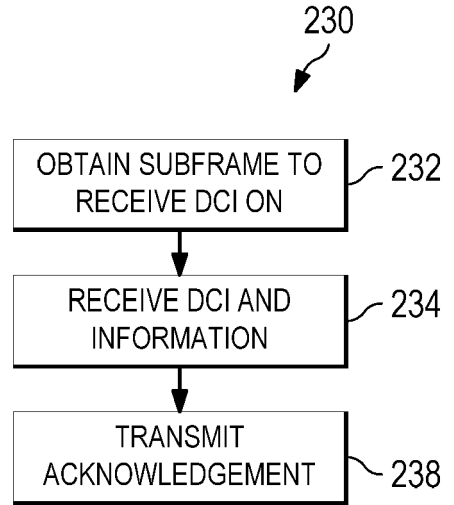 230
OBTAIN SUBFRAME TO
RECEIVE DCI ON
232
RECEIVE DCI AND
INFORMATION
234
TRANSMIT
ACKNOWLEDGEMENT
238